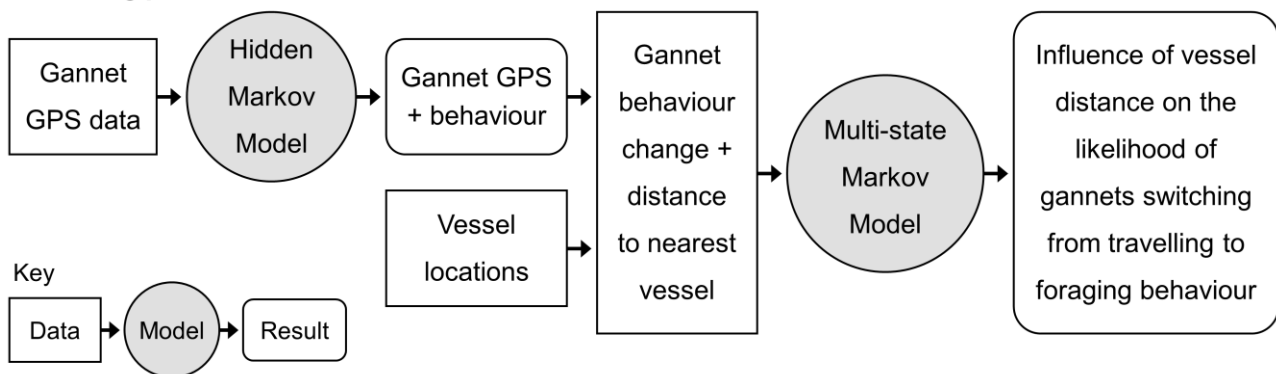 Gannet
GPS data
Hidden
Markov
Model
Gannet GPS
+ behaviour
Vessel
locations
Gannet
behaviour
change +
distance
to nearest
vessel
Multi-state
Markov
Model
Influence of vessel
distance on the
likelihood of
gannets switching
from travelling to
foraging behaviour
Key
Data
Model
Result